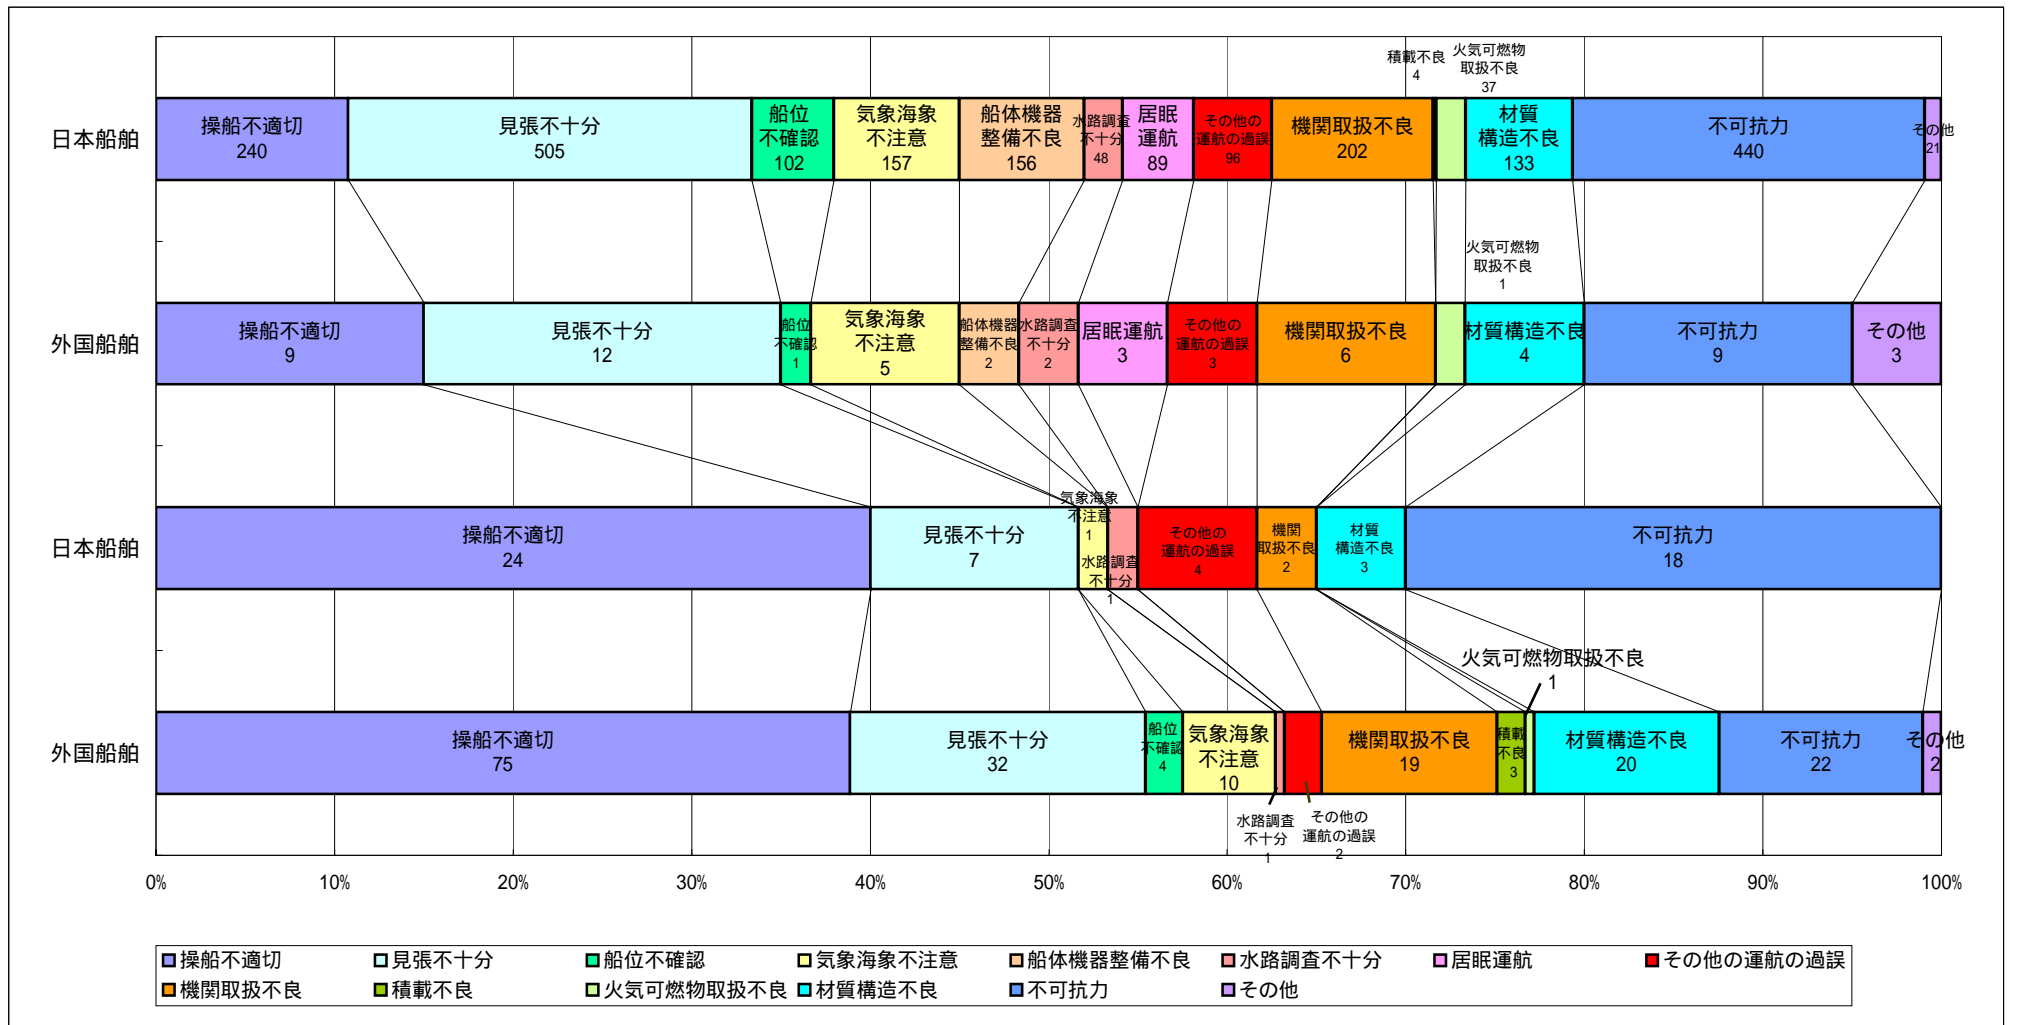 積載不良
4
火気可燃物
取扱不良
37
日本船舶
操船不適切
240
見張不十分
505
船位
不確認
102
気象海象
不注意
157
船体機器
整備不良
156
水路調査
不十分
48
居眠
運航
89
その他の
運航の過誤
96
機関取扱不良
202
材質
構造不良
133
不可抗力
440
その他
21
火気可燃物
取扱不良
1
外国船舶
操船不適切
9
見張不十分
12
船位
不確認
1
気象海象
不注意
5
船体機器
整備不良
2
水路調査
不十分
2
居眠運航
3
その他の
運航の過誤
3
機関取扱不良
6
材質構造不良
4
不可抗力
9
その他
3
日本船舶
操船不適切
24
見張不十分
7
気象海象
不注意
1
水路調査
不十分
1
その他の
運航の過誤
4
機関
取扱不良
2
材質
構造不良
3
不可抗力
18
火気可燃物取扱不良
1
外国船舶
操船不適切
75
見張不十分
32
船位
不確認
4
気象海象
不注意
10
水路調査
不十分
1
その他の
運航の過誤
2
機関取扱不良
19
積載
不良
3
材質構造不良
20
不可抗力
22
その他
2
0% 10% 20% 30% 40% 50% 60% 70% 80% 90% 100%
操船不適切 見張不十分 船位不確認 気象海象不注意 船体機器整備不良 水路調査不十分 居眠運航 その他の運航の過誤
機関取扱不良 積載不良 火気可燃物取扱不良 材質構造不良 不可抗力 その他